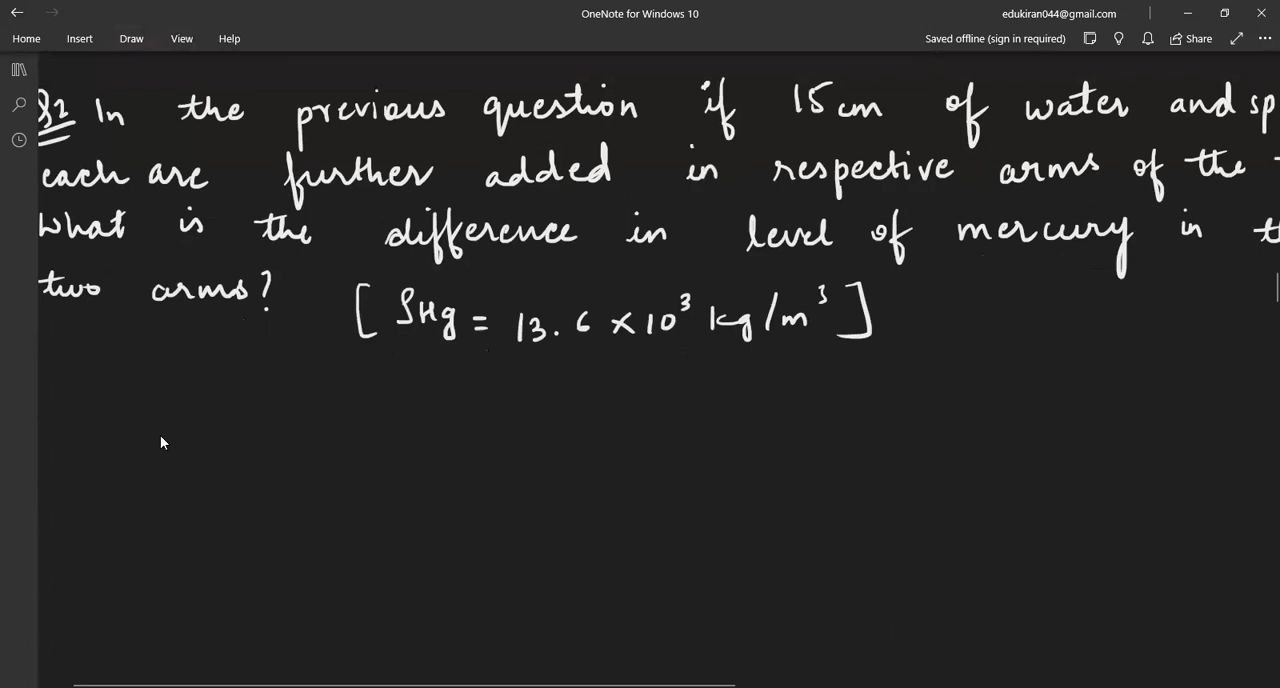 OneNote for Windows 10
edukiran044@gmail.com
Home Insert Draw View Help
Saved offline (sign in required)
Share
Q2 In the previous question if 15cm of water and sp
each are further added in respective arms of the
What is the difference in level of mercury in
two arms? [ ρHg = 13.6 × 10³ kg/m³ ]